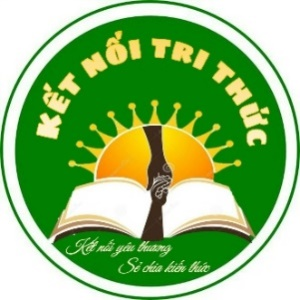 KẾT NỐI TRI THỨC
Kết nối yêu thương
Sẻ chia kiến thức